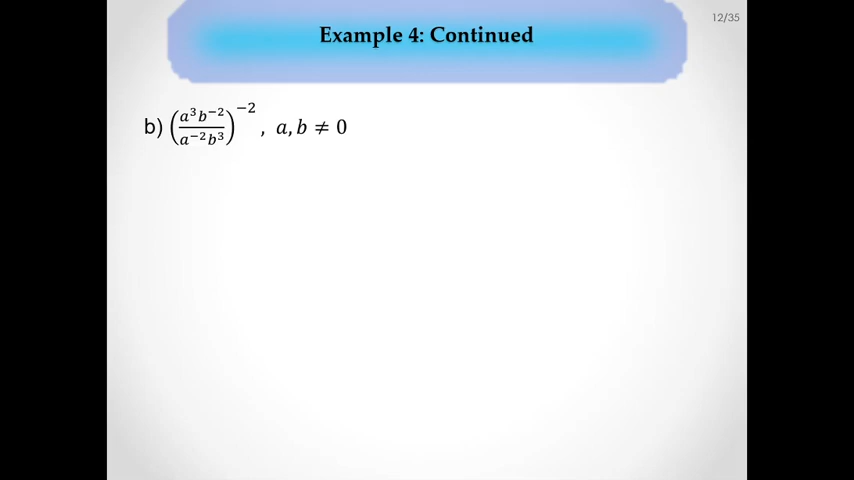 12/35
Example 4: Continued
b) (a³b⁻²/a⁻²b³)⁻², a, b ≠ 0